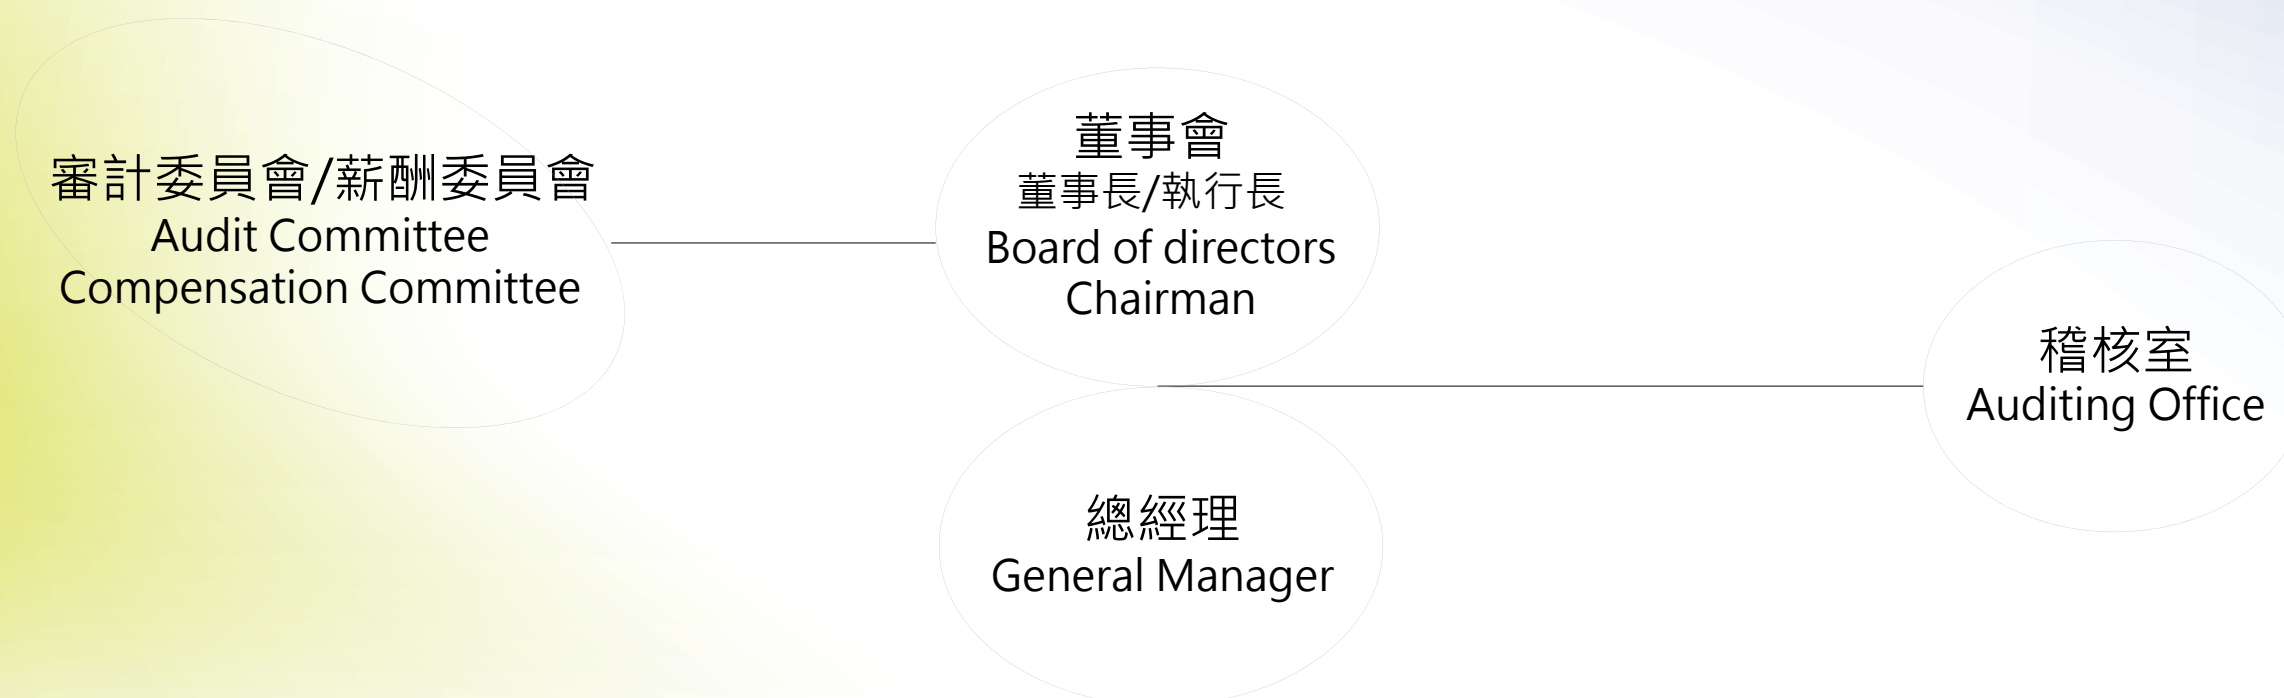 審計委員會/薪酬委員會
Audit Committee
Compensation Committee
董事會
董事長/執行長
Board of directors
Chairman
稽核室
Auditing Office
總經理
General Manager